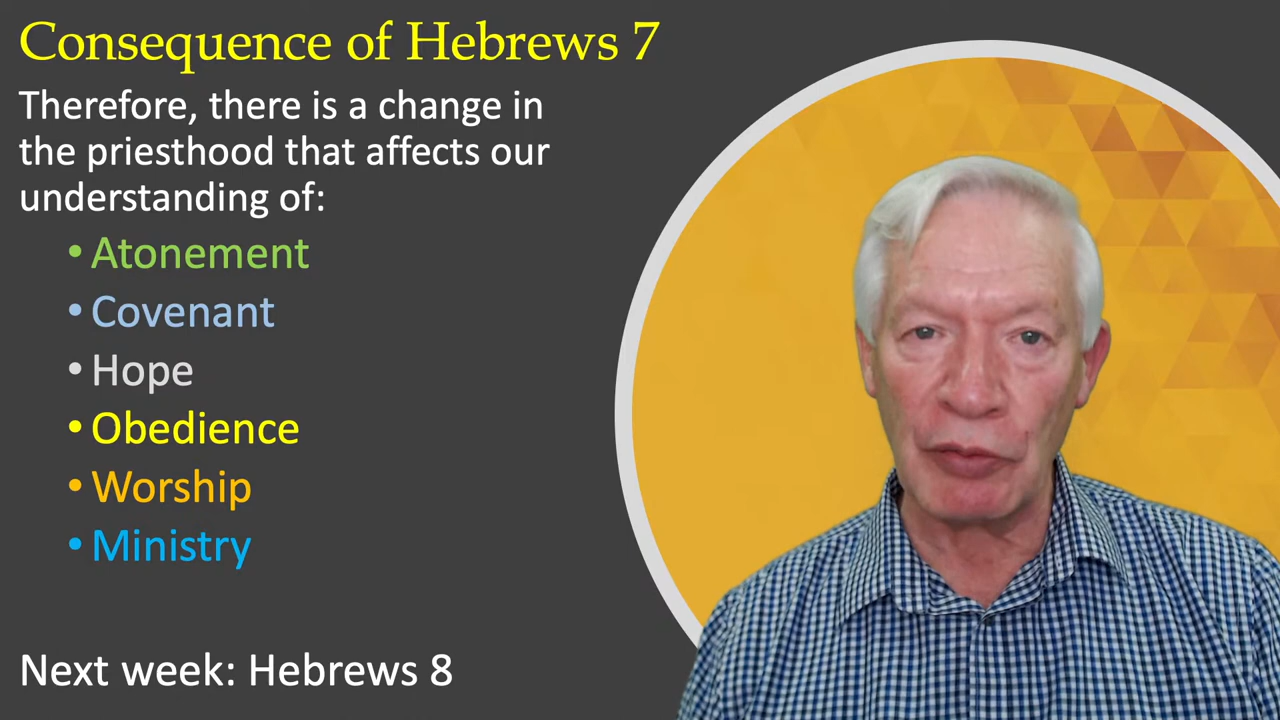 Consequence of Hebrews 7
Therefore, there is a change in
the priesthood that affects our
understanding of:
• Atonement
• Covenant
• Hope
• Obedience
• Worship
• Ministry
Next week: Hebrews 8